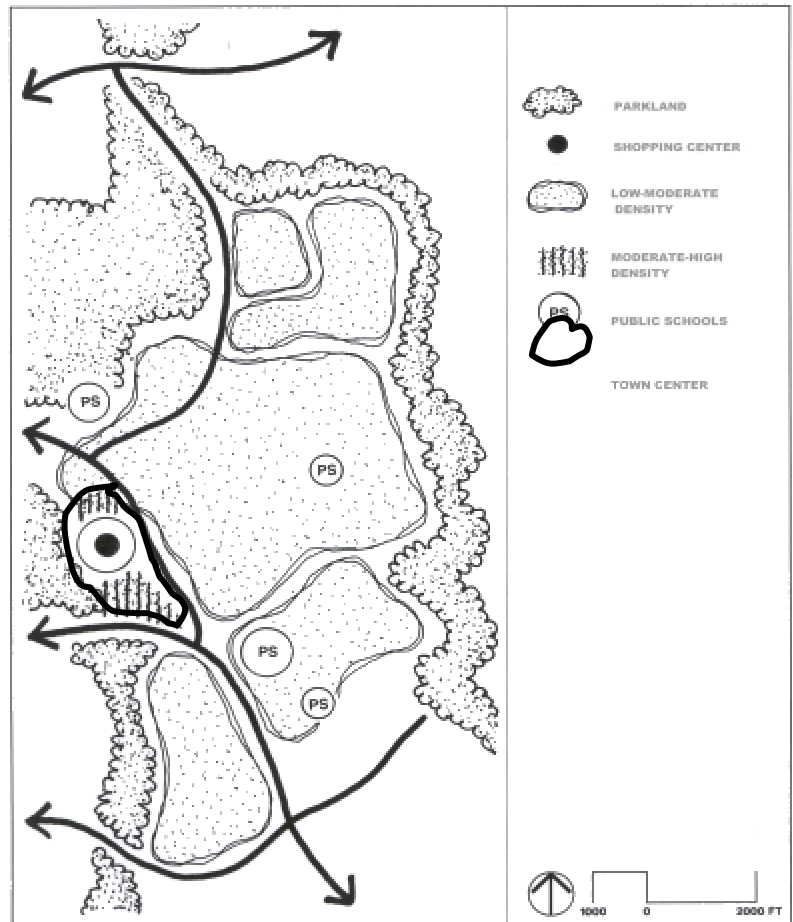 PARKLAND
SHOPPING CENTER
LOW-MODERATE
DENSITY
MODERATE-HIGH
DENSITY
PS
PUBLIC SCHOOLS
TOWN CENTER
PS
PS
PS
PS
1000 0 2000 FT